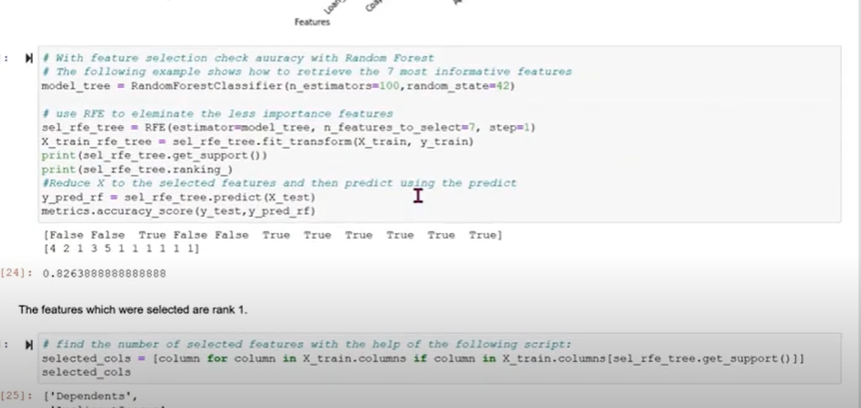 Features
# With feature selection check auuracy with Random Forest
# The following example shows how to retrieve the 7 most informative features
model_tree = RandomForestClassifier(n_estimators=100,random_state=42)
# use RFE to eleminate the less importance features
sel_rfe_tree = RFE(estimator=model_tree, n_features_to_select=7, step=1)
X_train_rfe_tree = sel_rfe_tree.fit_transform(X_train, y_train)
print(sel_rfe_tree.get_support())
print(sel_rfe_tree.ranking_)
#Reduce X to the selected features and then predict using the predict
y_pred_rf = sel_rfe_tree.predict(X_test)
metrics.accuracy_score(y_test,y_pred_rf)
[False False  True False False  True  True  True  True  True  True]
[4 2 1 3 5 1 1 1 1 1 1]
[24]: 0.8263888888888888
The features which were selected are rank 1.
# find the number of selected features with the help of the following script:
selected_cols = [column for column in X_train.columns if column in X_train.columns[sel_rfe_tree.get_support()]]
selected_cols
[25]: ['Dependents',